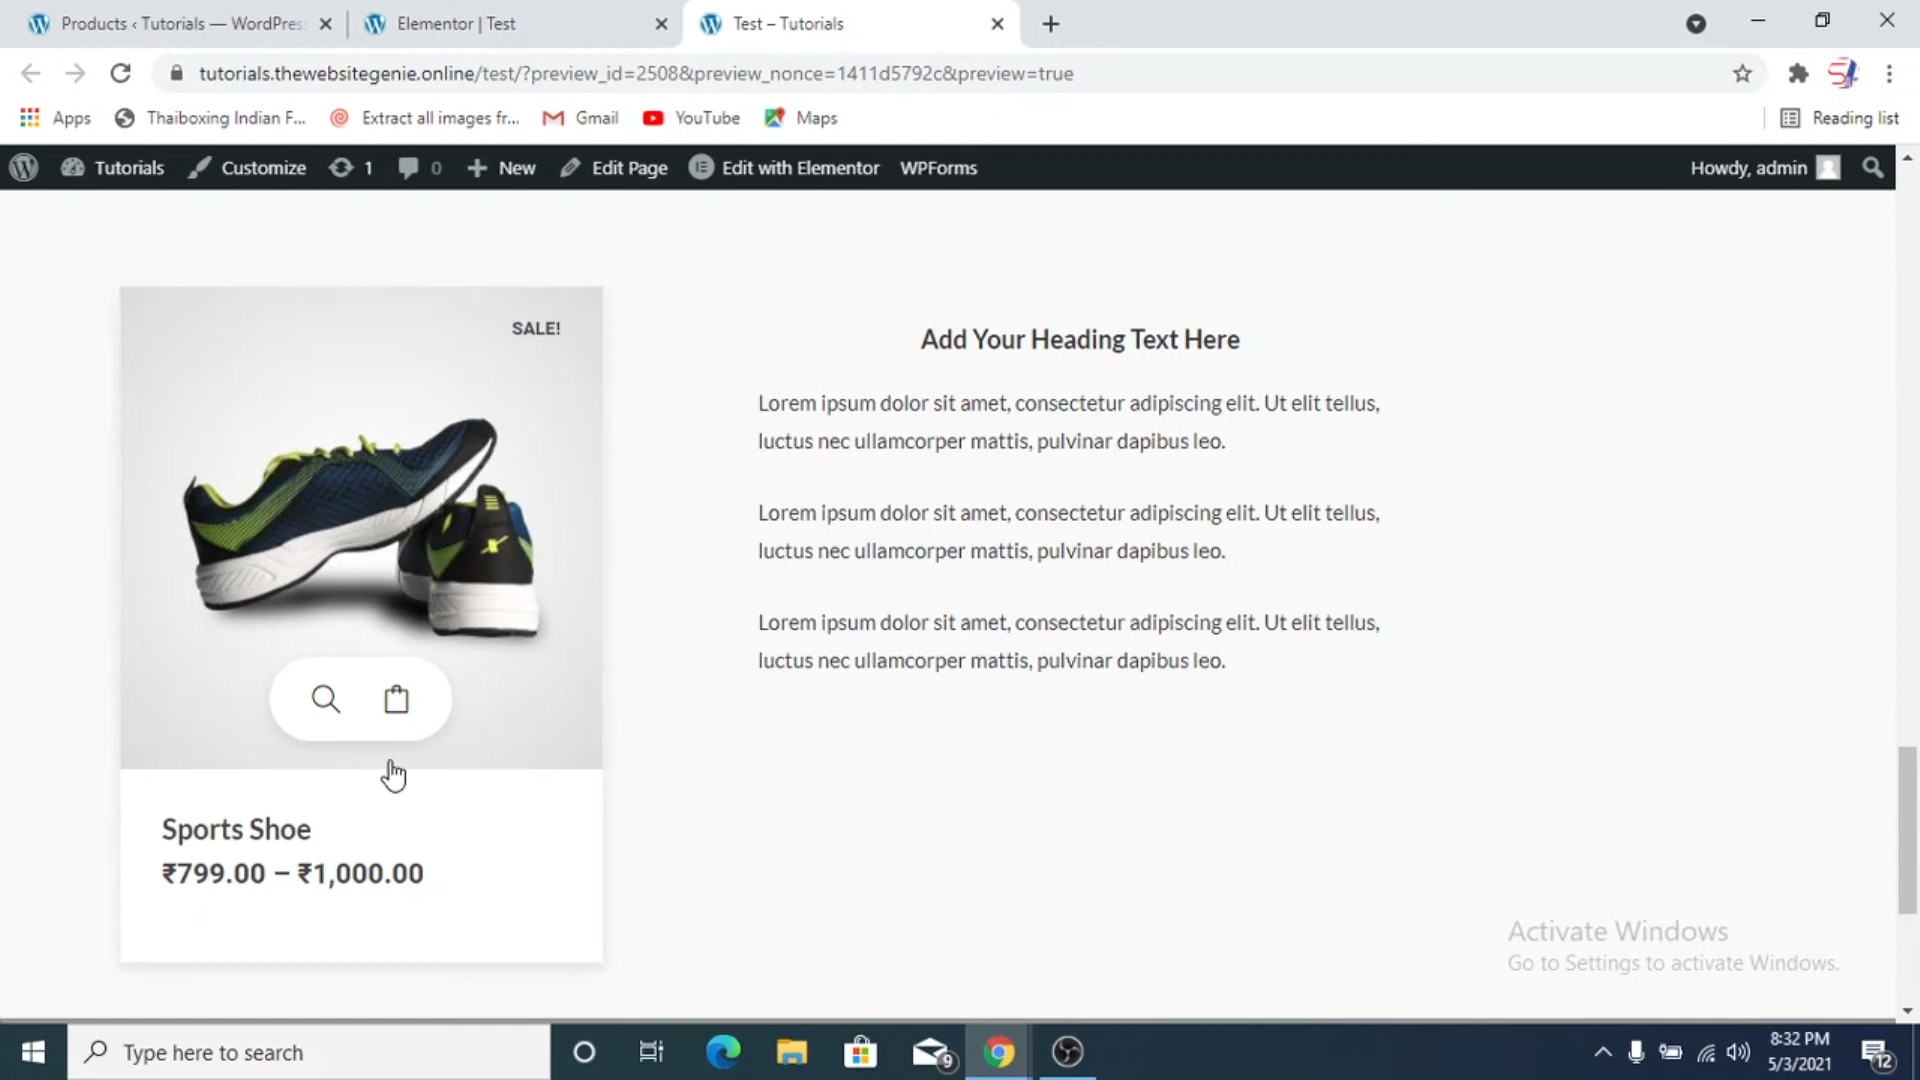 Products ‹ Tutorials — WordPres
Elementor | Test
Test – Tutorials
tutorials.thewebsitegenie.online/test/?preview_id=2508&preview_nonce=1411d5792c&preview=true
Apps
Thaiboxing Indian F...
Extract all images fr...
Gmail
YouTube
Maps
Reading list
Tutorials
Customize
1
0
New
Edit Page
Edit with Elementor
WPForms
Howdy, admin
SALE!
Sports Shoe
₹799.00 – ₹1,000.00
Add Your Heading Text Here
Lorem ipsum dolor sit amet, consectetur adipiscing elit. Ut elit tellus,
luctus nec ullamcorper mattis, pulvinar dapibus leo.
Lorem ipsum dolor sit amet, consectetur adipiscing elit. Ut elit tellus,
luctus nec ullamcorper mattis, pulvinar dapibus leo.
Lorem ipsum dolor sit amet, consectetur adipiscing elit. Ut elit tellus,
luctus nec ullamcorper mattis, pulvinar dapibus leo.
Activate Windows
Go to Settings to activate Windows.
Type here to search
9
8:32 PM
5/3/2021
12